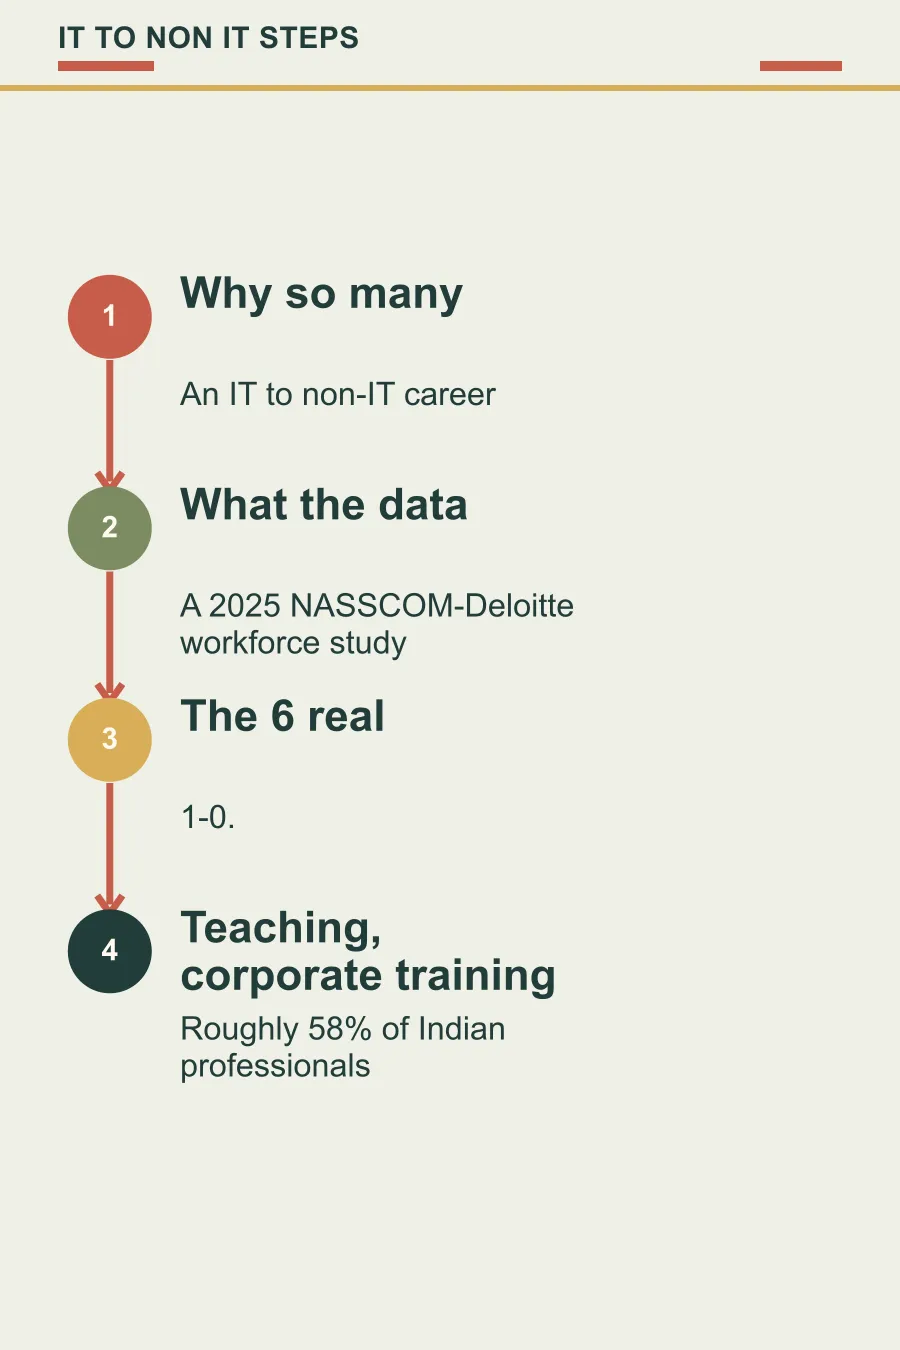 IT TO NON IT STEPS
1
Why so many
An IT to non-IT career
2
What the data
A 2025 NASSCOM-Deloitte
workforce study
3
The 6 real
1-0.
4
Teaching,
corporate training
Roughly 58% of Indian
professionals